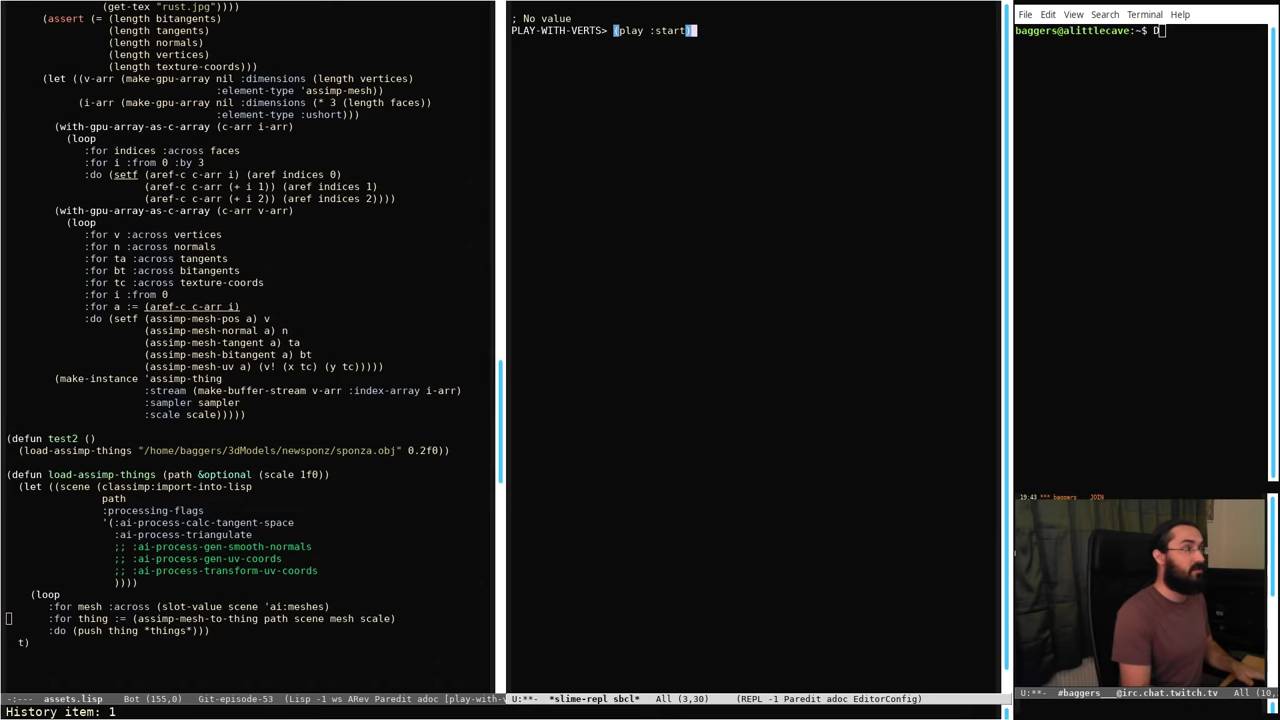 (get-tex "rust.jpg"))))
(assert (= (length bitangents)
(length tangents)
(length normals)
(length vertices)
(length texture-coords)))
(let ((v-arr (make-gpu-array nil :dimensions (length vertices)
:element-type 'assimp-mesh))
(i-arr (make-gpu-array nil :dimensions (* 3 (length faces))
:element-type :ushort)))
(with-gpu-array-as-c-array (c-arr i-arr)
(loop
:for indices :across faces
:for i :from 0 :by 3
:do (setf (aref-c c-arr i) (aref indices 0)
(aref-c c-arr (+ i 1)) (aref indices 1)
(aref-c c-arr (+ i 2)) (aref indices 2))))
(with-gpu-array-as-c-array (c-arr v-arr)
(loop
:for v :across vertices
:for n :across normals
:for ta :across tangents
:for bt :across bitangents
:for tc :across texture-coords
:for i :from 0
:for a := (aref-c c-arr i)
:do (setf (assimp-mesh-pos a) v
(assimp-mesh-normal a) n
(assimp-mesh-tangent a) ta
(assimp-mesh-bitangent a) bt
(assimp-mesh-uv a) (v! (x tc) (y tc)))))
(make-instance 'assimp-thing
:stream (make-buffer-stream v-arr :index-array i-arr)
:sampler sampler
:scale scale)))))
(defun test2 ()
(load-assimp-things "/home/baggers/3dModels/newsponz/sponza.obj" 0.2f0))
(defun load-assimp-things (path &optional (scale 1f0))
(let ((scene (classimp:import-into-lisp
path
:processing-flags
'(:ai-process-calc-tangent-space
:ai-process-triangulate
;; :ai-process-gen-smooth-normals
;; :ai-process-gen-uv-coords
;; :ai-process-transform-uv-coords
))))
(loop
:for mesh :across (slot-value scene 'ai:meshes)
:for thing := (assimp-mesh-to-thing path scene mesh scale)
:do (push thing *things*)))
t)
-:--- assets.lisp Bot (155,0) Git-episode-53 (Lisp -1 ws ARev Paredit adoc [play-with-
History item: 1
; No value
PLAY-WITH-VERTS> (play :start)
U:**- *slime-repl sbcl* All (3,30) (REPL -1 Paredit adoc EditorConfig)
File Edit View Search Terminal Help
baggers@alittlecave:~$ D
19:43 *** baggers JOIN
U:**- #baggers___@irc.chat.twitch.tv All (10,